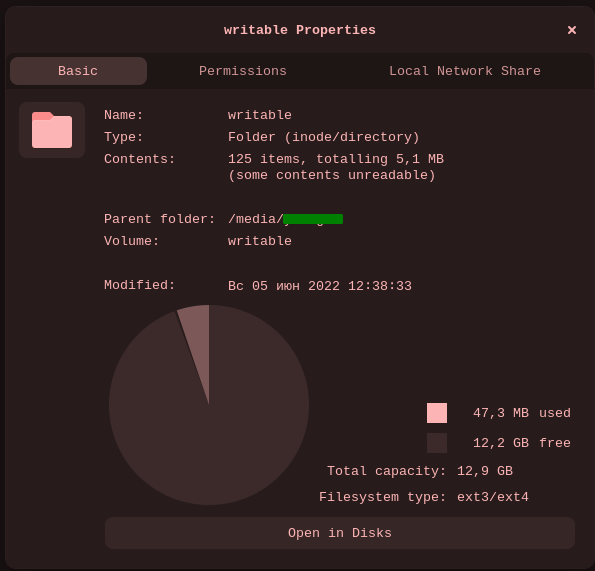 writable Properties
×
Basic Permissions Local Network Share
Name: writable
Type: Folder (inode/directory)
Contents: 125 items, totalling 5,1 MB
(some contents unreadable)
Parent folder: /media/
Volume: writable
Modified: Вс 05 июн 2022 12:38:33
47,3 MB used
12,2 GB free
Total capacity: 12,9 GB
Filesystem type: ext3/ext4
Open in Disks